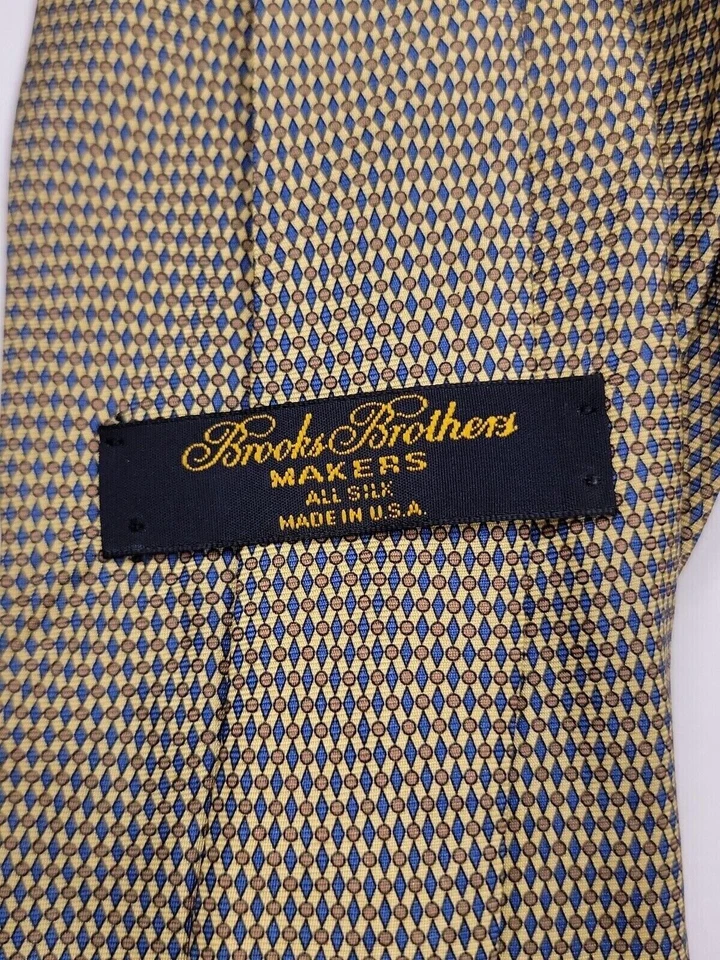 Brooks Brothers
MAKERS
ALL SILK
MADE IN U.S.A.